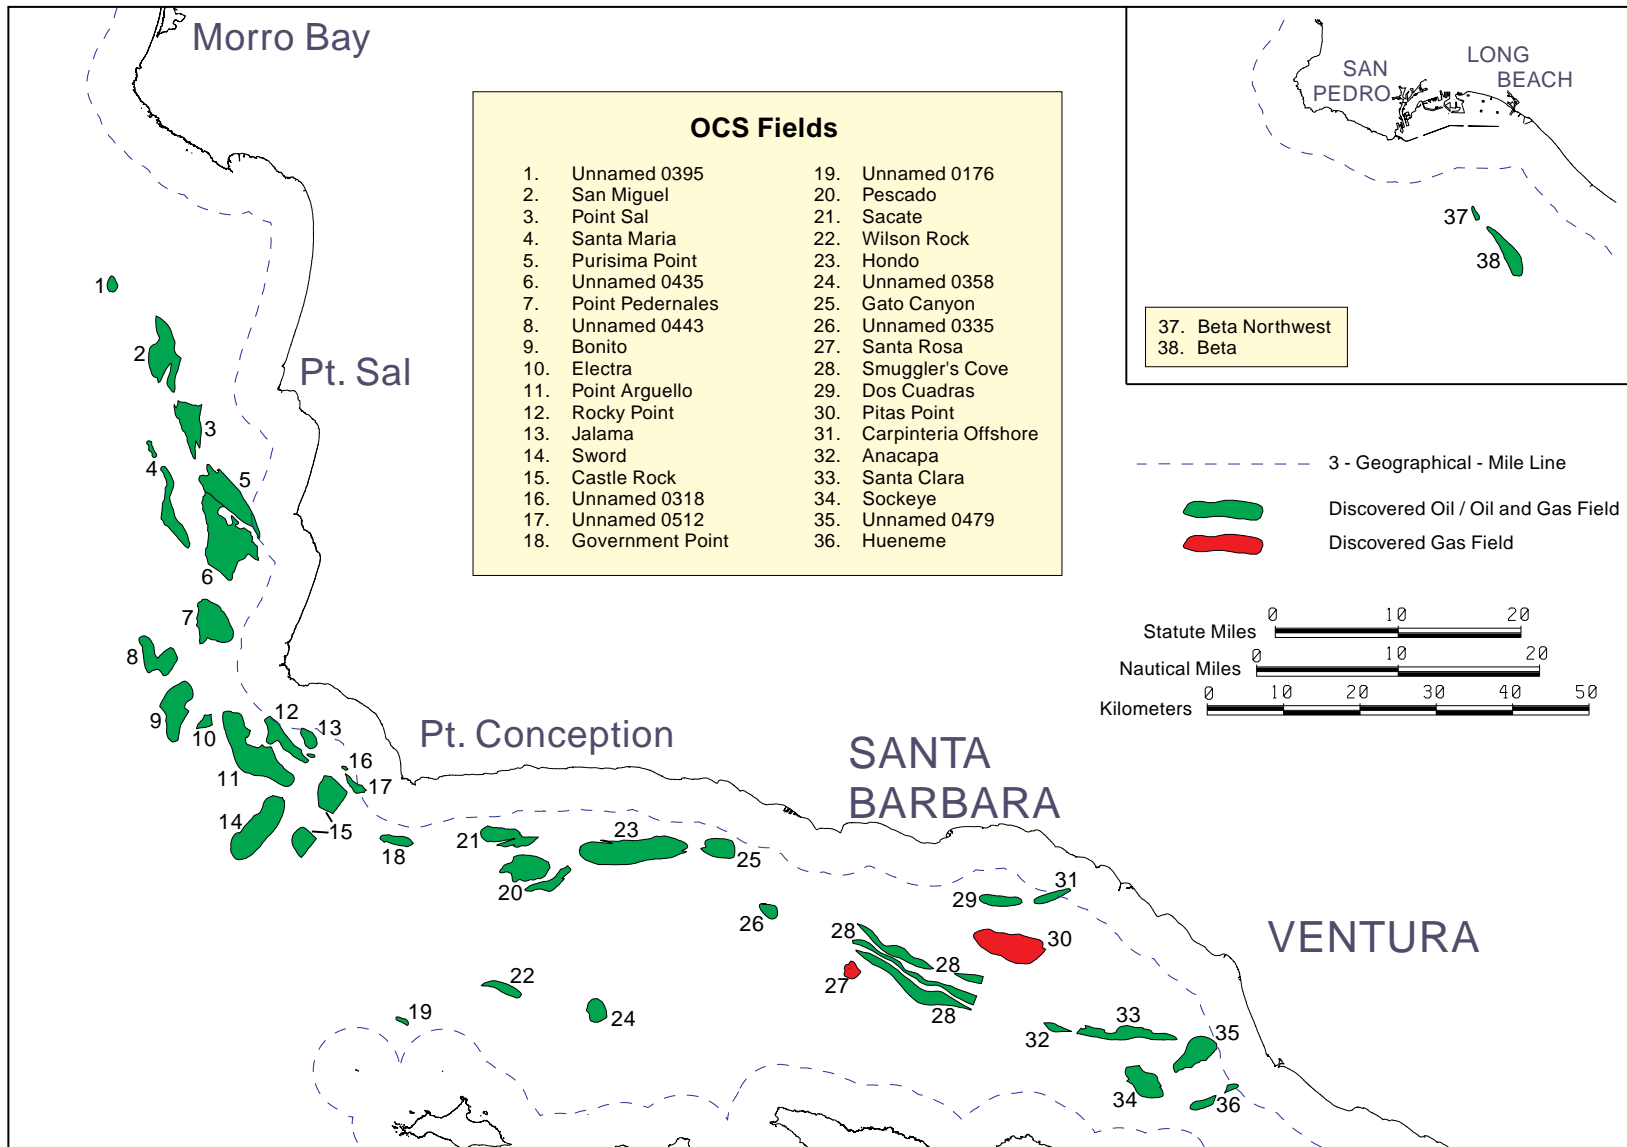 Morro Bay
SAN
PEDRO
LONG
BEACH
OCS Fields
1. Unnamed 0395
2. San Miguel
3. Point Sal
4. Santa Maria
5. Purisima Point
6. Unnamed 0435
7. Point Pedernales
8. Unnamed 0443
9. Bonito
10. Electra
11. Point Arguello
12. Rocky Point
13. Jalama
14. Sword
15. Castle Rock
16. Unnamed 0318
17. Unnamed 0512
18. Government Point
19. Unnamed 0176
20. Pescado
21. Sacate
22. Wilson Rock
23. Hondo
24. Unnamed 0358
25. Gato Canyon
26. Unnamed 0335
27. Santa Rosa
28. Smuggler's Cove
29. Dos Cuadras
30. Pitas Point
31. Carpinteria Offshore
32. Anacapa
33. Santa Clara
34. Sockeye
35. Unnamed 0479
36. Hueneme
37
38
37. Beta Northwest
38. Beta
1
2
Pt. Sal
3
4
5
6
7
8
9
10
11
12
13
Pt. Conception
16
17
14
15
18
21
20
23
25
26
SANTA
BARBARA
28
28
28
27
29
31
30
VENTURA
22
19
24
32
33
35
34
36
3 - Geographical - Mile Line
Discovered Oil / Oil and Gas Field
Discovered Gas Field
0 10 20
Statute Miles
0 10 20
Nautical Miles
0 10 20 30 40 50
Kilometers